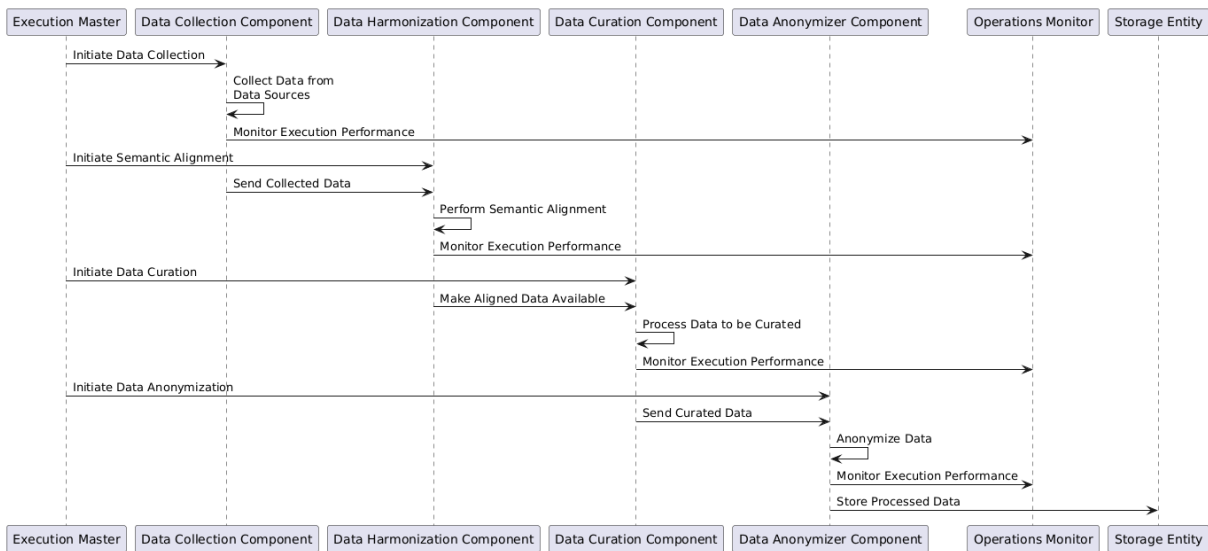 Execution Master
Data Collection Component
Data Harmonization Component
Data Curation Component
Data Anonymizer Component
Operations Monitor
Storage Entity
Initiate Data Collection
Collect Data from
Data Sources
Monitor Execution Performance
Initiate Semantic Alignment
Send Collected Data
Perform Semantic Alignment
Monitor Execution Performance
Initiate Data Curation
Make Aligned Data Available
Process Data to be Curated
Monitor Execution Performance
Initiate Data Anonymization
Send Curated Data
Anonymize Data
Monitor Execution Performance
Store Processed Data
Execution Master
Data Collection Component
Data Harmonization Component
Data Curation Component
Data Anonymizer Component
Operations Monitor
Storage Entity